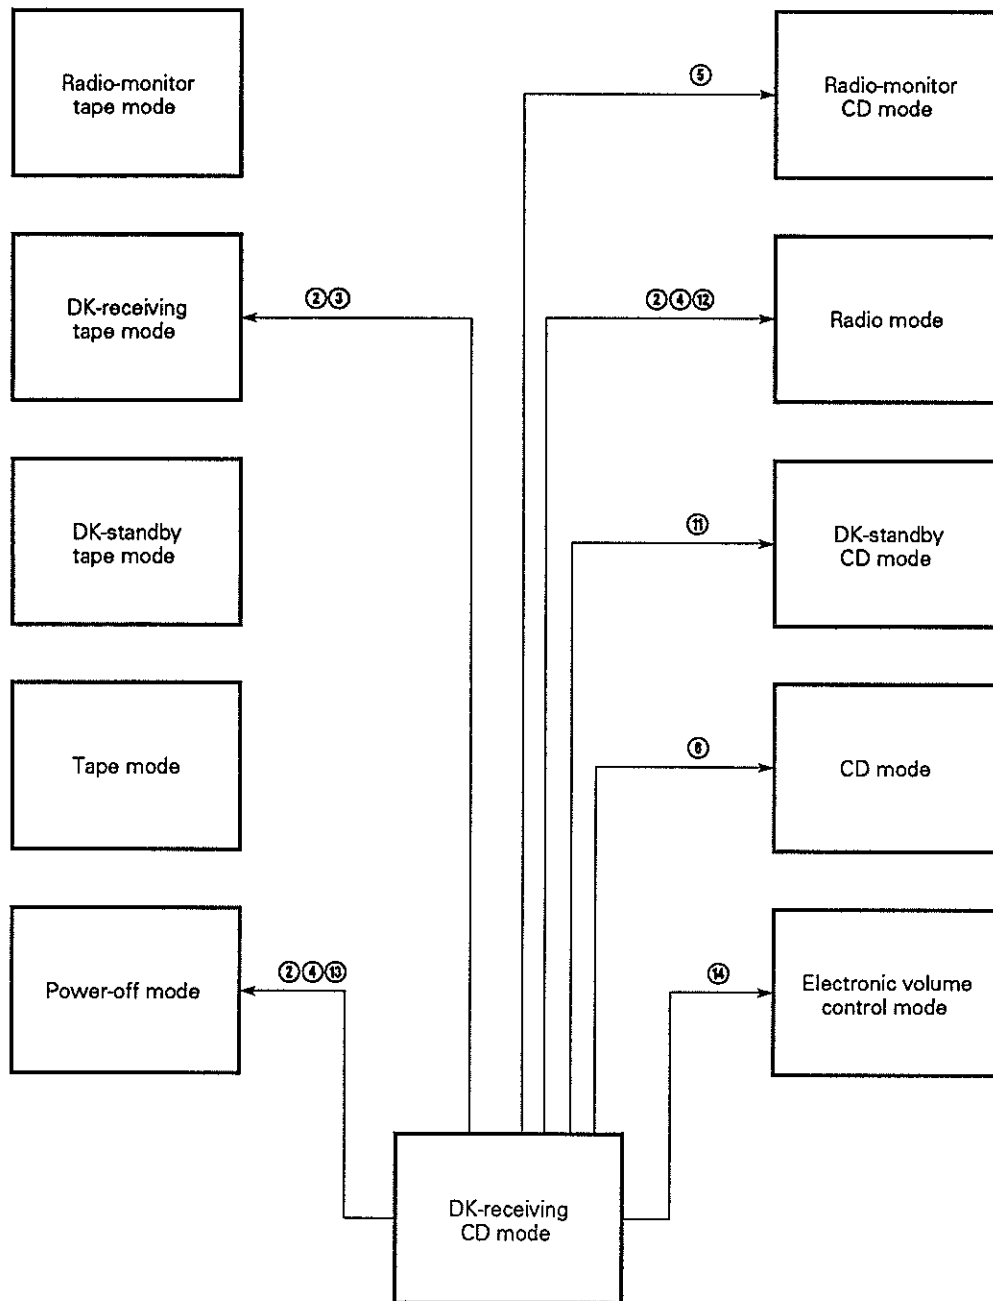 Radio-monitor
tape mode
⑤
Radio-monitor
CD mode
DK-receiving
tape mode
②③
②④⑫
Radio mode
DK-standby
tape mode
⑪
DK-standby
CD mode
Tape mode
⑥
CD mode
Power-off mode
②④⑬
⑭
Electronic volume
control mode
DK-receiving
CD mode